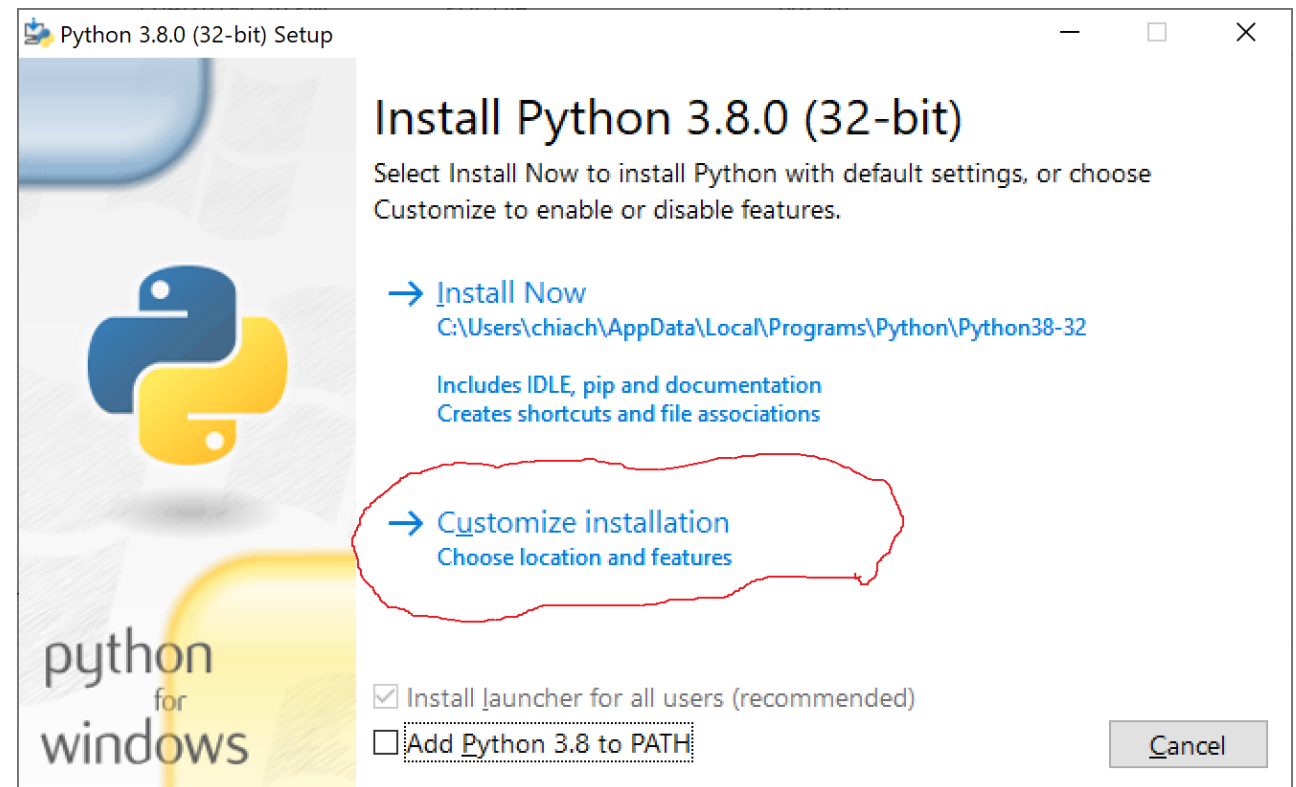 Python 3.8.0 (32-bit) Setup
Install Python 3.8.0 (32-bit)
Select Install Now to install Python with default settings, or choose
Customize to enable or disable features.
Install Now
C:\Users\chiach\AppData\Local\Programs\Python\Python38-32
Includes IDLE, pip and documentation
Creates shortcuts and file associations
Customize installation
Choose location and features
python
for
windows
Install launcher for all users (recommended)
Add Python 3.8 to PATH
Cancel